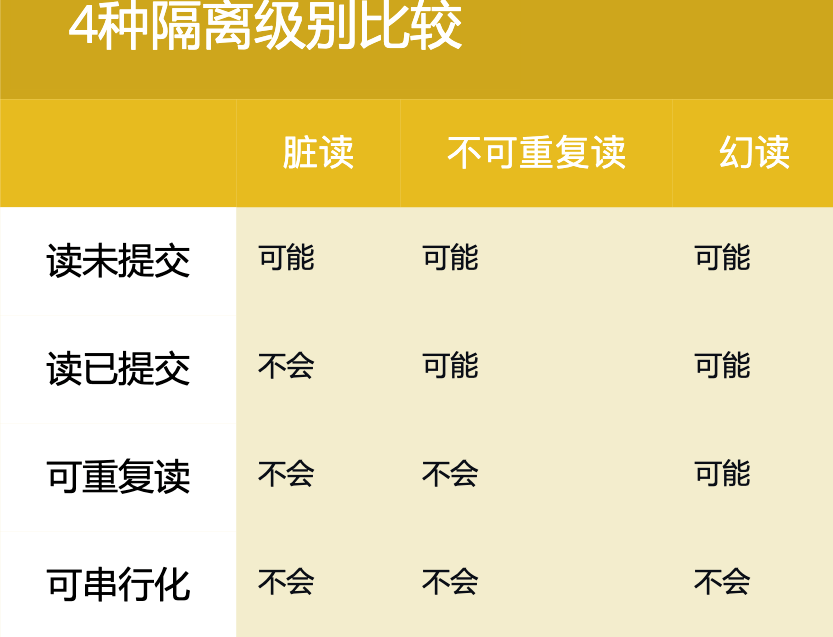 4种隔离级别比较
脏读 不可重复读 幻读
读未提交 可能 可能 可能
读已提交 不会 可能 可能
可重复读 不会 不会 可能
可串行化 不会 不会 不会